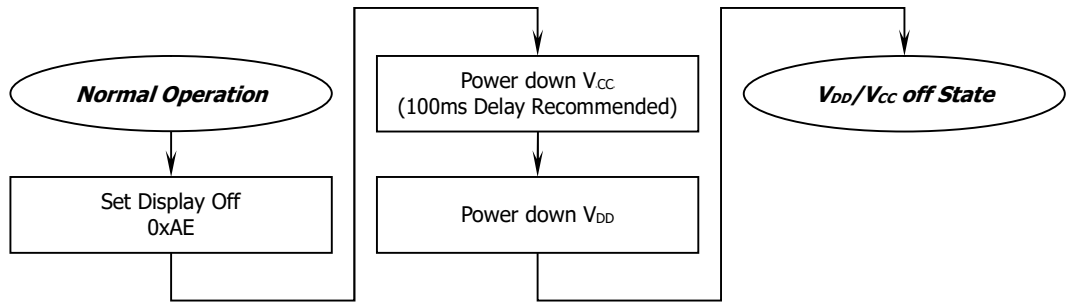 Normal Operation
Set Display Off
0xAE
Power down VCC
(100ms Delay Recommended)
Power down VDD
VDD/VCC off State